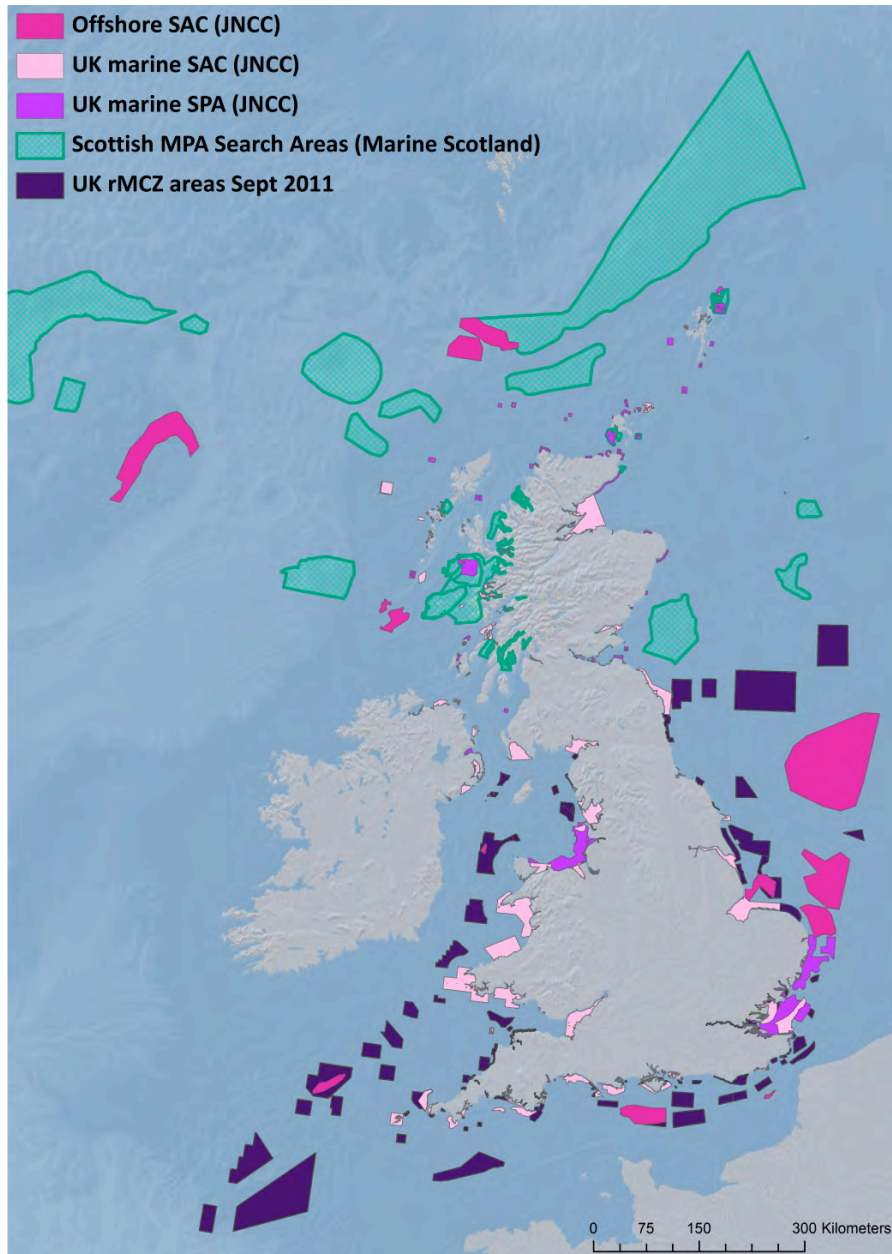 Offshore SAC (JNCC)
UK marine SAC (JNCC)
UK marine SPA (JNCC)
Scottish MPA Search Areas (Marine Scotland)
UK rMCZ areas Sept 2011
0 75 150 300 Kilometers